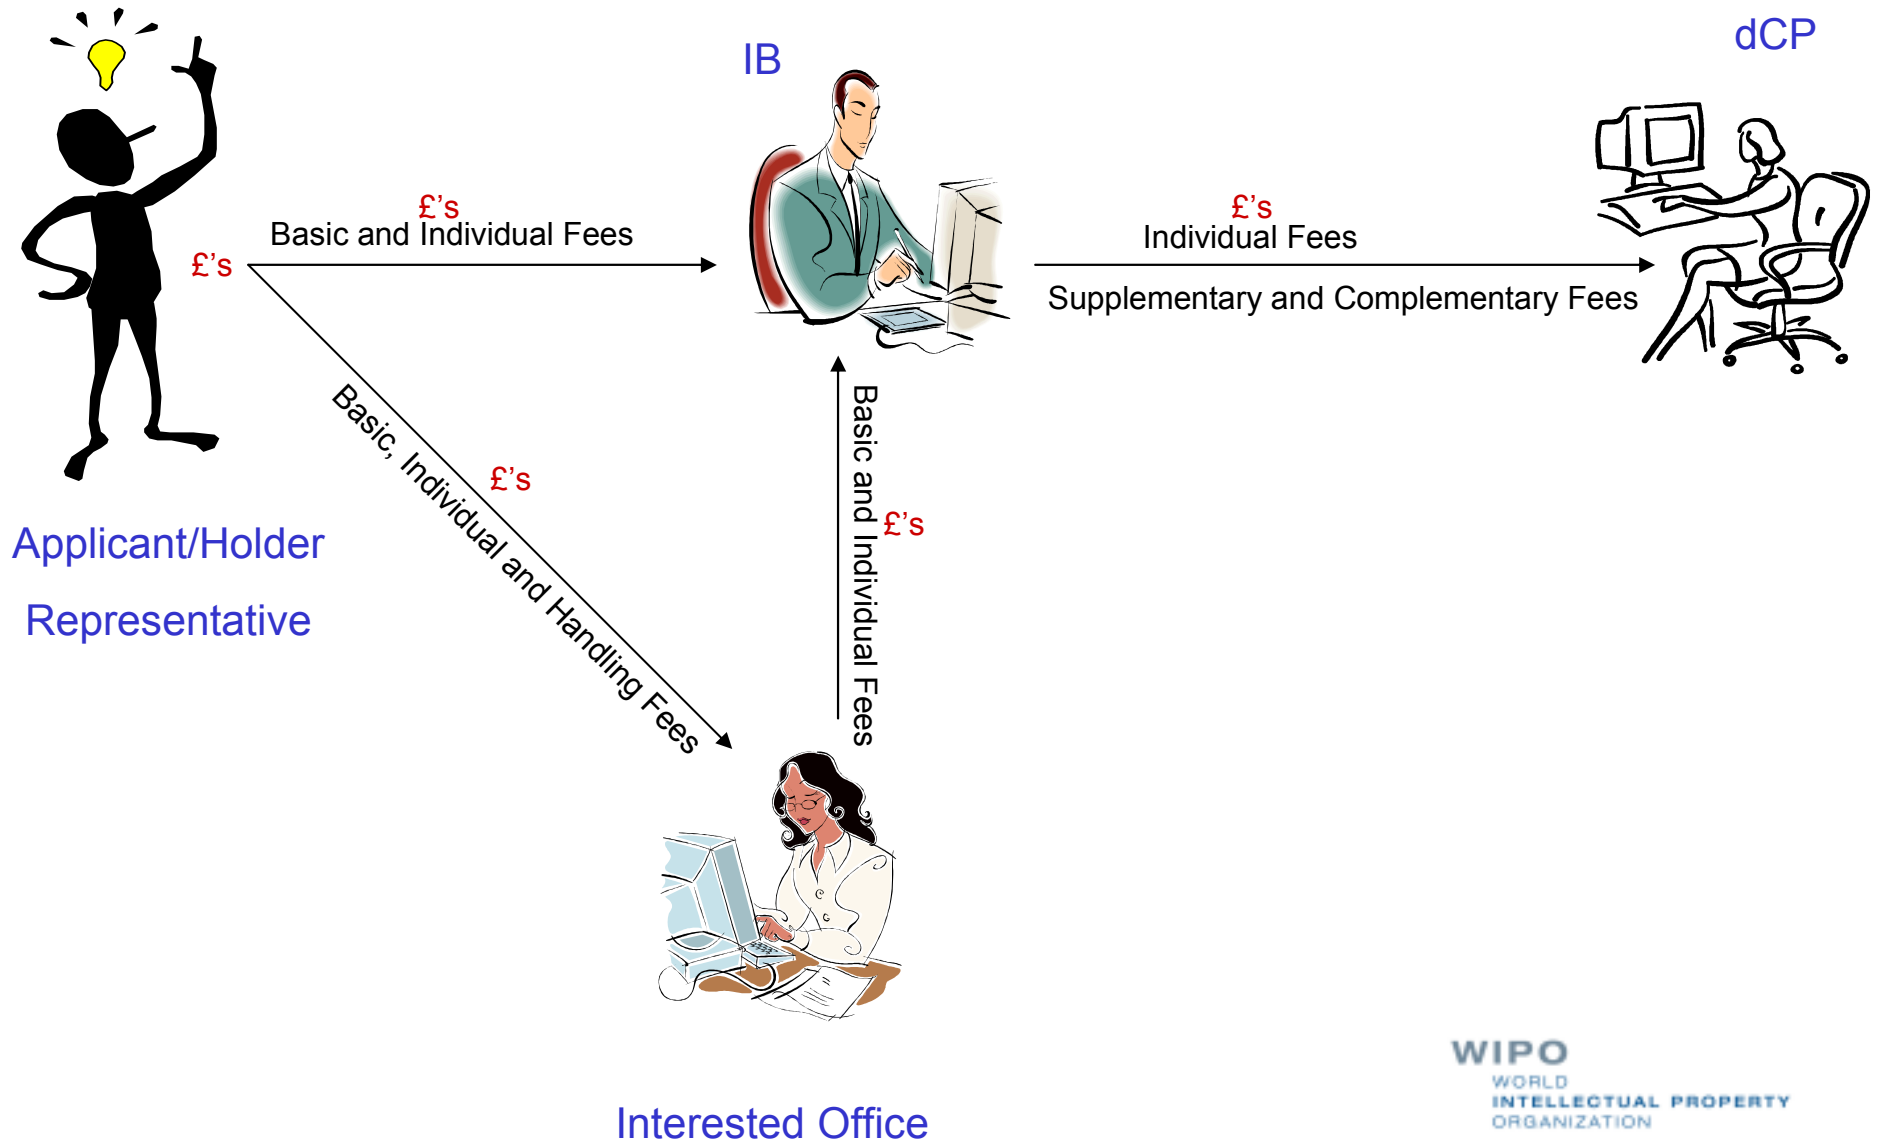 dCP
IB
£’s
Basic and Individual Fees
£’s
£’s
Individual Fees
Supplementary and Complementary Fees
Basic, Individual and Handling Fees
£’s
Basic and Individual Fees
£’s
Applicant/Holder
Representative
Interested Office
WIPO
WORLD
INTELLECTUAL PROPERTY
ORGANIZATION